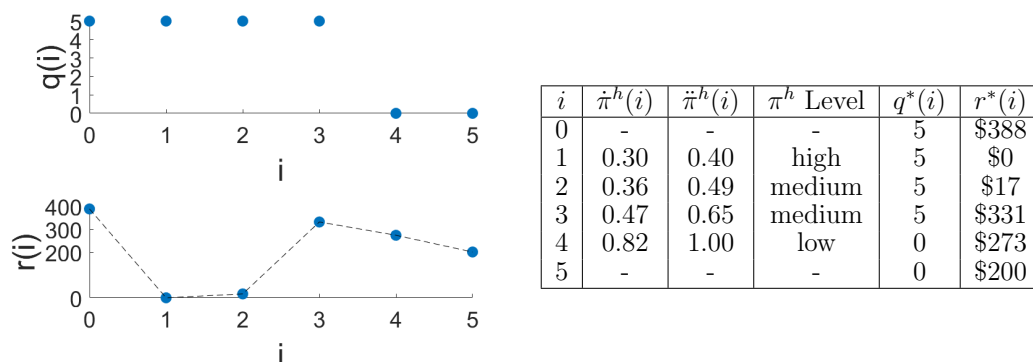 5
4
3
2
1
0
q(i)
0 1 2 3 4 5
i
400
300
200
0
r(i)
0 1 2 3 4 5
i
i π̇^h(i) π̈^h(i) π^h Level q*(i) r*(i)
0 - - - 5 $388
1 0.30 0.40 high 5 $0
2 0.36 0.49 medium 5 $17
3 0.47 0.65 medium 5 $331
4 0.82 1.00 low 0 $273
5 - - - 0 $200